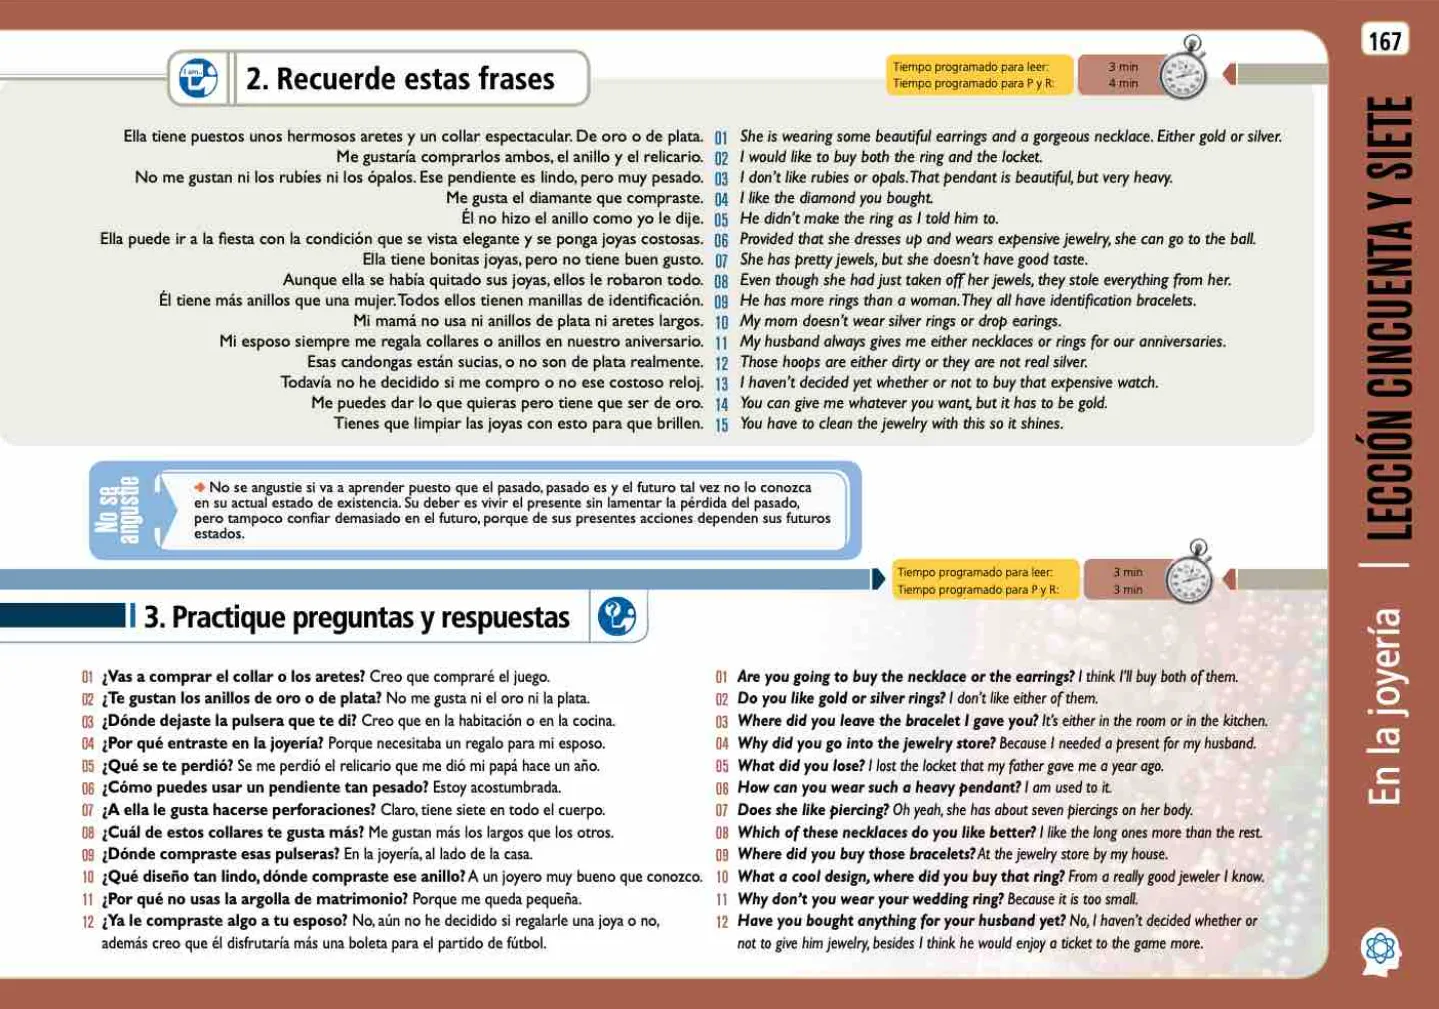 167
LECCIÓN CINCUENTA Y SIETE
En la joyería
I am...
2. Recuerde estas frases
Tiempo programado para leer: 3 min
Tiempo programado para P y R: 4 min
Ella tiene puestos unos hermosos aretes y un collar espectacular. De oro o de plata. 01 She is wearing some beautiful earrings and a gorgeous necklace. Either gold or silver.
Me gustaría comprarlos ambos, el anillo y el relicario. 02 I would like to buy both the ring and the locket.
No me gustan ni los rubíes ni los ópalos. Ese pendiente es lindo, pero muy pesado. 03 I don't like rubies or opals. That pendant is beautiful, but very heavy.
Me gusta el diamante que compraste. 04 I like the diamond you bought.
Él no hizo el anillo como yo le dije. 05 He didn't make the ring as I told him to.
Ella puede ir a la fiesta con la condición que se vista elegante y se ponga joyas costosas. 06 Provided that she dresses up and wears expensive jewelry, she can go to the ball.
Ella tiene bonitas joyas, pero no tiene buen gusto. 07 She has pretty jewels, but she doesn't have good taste.
Aunque ella se había quitado sus joyas, ellos le robaron todo. 08 Even though she had just taken off her jewels, they stole everything from her.
Él tiene más anillos que una mujer. Todos ellos tienen manillas de identificación. 09 He has more rings than a woman. They all have identification bracelets.
Mi mamá no usa ni anillos de plata ni aretes largos. 10 My mom doesn't wear silver rings or drop earings.
Mi esposo siempre me regala collares o anillos en nuestro aniversario. 11 My husband always gives me either necklaces or rings for our anniversaries.
Esas candongas están sucias, o no son de plata realmente. 12 Those hoops are either dirty or they are not real silver.
Todavía no he decidido si me compro o no ese costoso reloj. 13 I haven't decided yet whether or not to buy that expensive watch.
Me puedes dar lo que quieras pero tiene que ser de oro. 14 You can give me whatever you want, but it has to be gold.
Tienes que limpiar las joyas con esto para que brillen. 15 You have to clean the jewelry with this so it shines.
No se
angustie
No se angustie si va a aprender puesto que el pasado, pasado es y el futuro tal vez no lo conozca
en su actual estado de existencia. Su deber es vivir el presente sin lamentar la pérdida del pasado,
pero tampoco confiar demasiado en el futuro, porque de sus presentes acciones dependen sus futuros
estados.
Tiempo programado para leer: 3 min
Tiempo programado para P y R: 3 min
3. Practique preguntas y respuestas
01 ¿Vas a comprar el collar o los aretes? Creo que compraré el juego.
02 ¿Te gustan los anillos de oro o de plata? No me gusta ni el oro ni la plata.
03 ¿Dónde dejaste la pulsera que te di? Creo que en la habitación o en la cocina.
04 ¿Por qué entraste en la joyería? Porque necesitaba un regalo para mi esposo.
05 ¿Qué se te perdió? Se me perdió el relicario que me dió mi papá hace un año.
06 ¿Cómo puedes usar un pendiente tan pesado? Estoy acostumbrada.
07 ¿A ella le gusta hacerse perforaciones? Claro, tiene siete en todo el cuerpo.
08 ¿Cuál de estos collares te gusta más? Me gustan más los largos que los otros.
09 ¿Dónde compraste esas pulseras? En la joyería, al lado de la casa.
10 ¿Qué diseño tan lindo, dónde compraste ese anillo? A un joyero muy bueno que conozco.
11 ¿Por qué no usas la argolla de matrimonio? Porque me queda pequeña.
12 ¿Ya le compraste algo a tu esposo? No, aún no he decidido si regalarle una joya o no,
además creo que él disfrutaría más una boleta para el partido de fútbol.
01 Are you going to buy the necklace or the earrings? I think I'll buy both of them.
02 Do you like gold or silver rings? I don't like either of them.
03 Where did you leave the bracelet I gave you? It's either in the room or in the kitchen.
04 Why did you go into the jewelry store? Because I needed a present for my husband.
05 What did you lose? I lost the locket that my father gave me a year ago.
06 How can you wear such a heavy pendant? I am used to it.
07 Does she like piercing? Oh yeah, she has about seven piercings on her body.
08 Which of these necklaces do you like better? I like the long ones more than the rest.
09 Where did you buy those bracelets? At the jewelry store by my house.
10 What a cool design, where did you buy that ring? From a really good jeweler I know.
11 Why don't you wear your wedding ring? Because it is too small.
12 Have you bought anything for your husband yet? No, I haven't decided whether or
not to give him jewelry, besides I think he would enjoy a ticket to the game more.